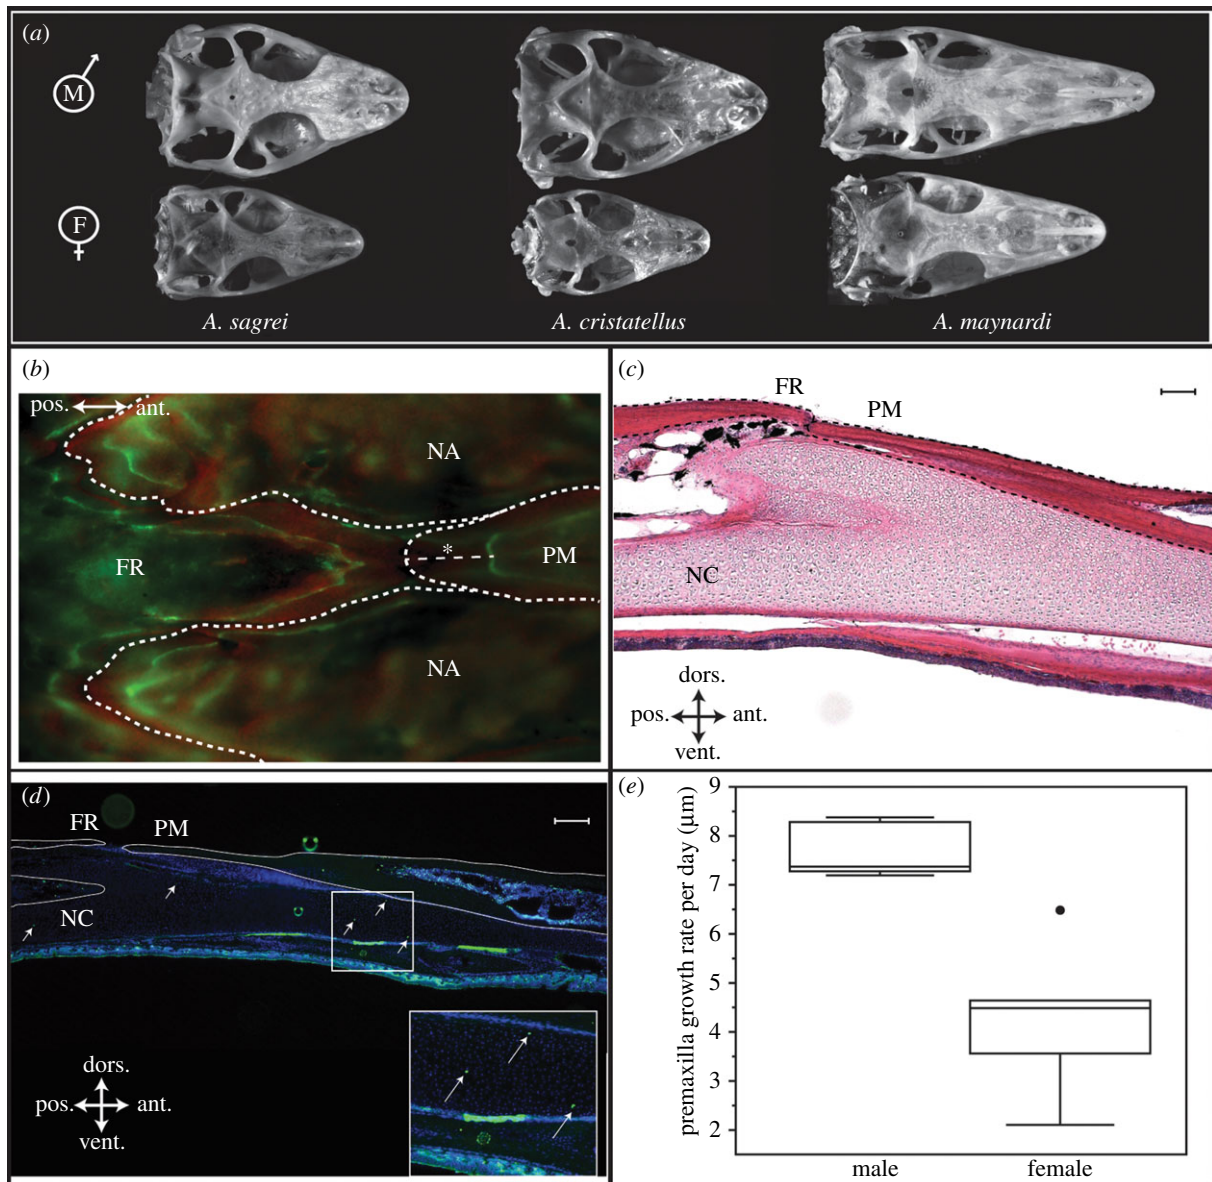 (a)
M
F
A. sagrei
A. cristatellus
A. maynardi
(b)
pos.
ant.
NA
FR
*
PM
NA
(c)
FR
PM
NC
dors.
pos.
ant.
vent.
(d)
FR
PM
NC
dors.
pos.
ant.
vent.
(e)
premaxilla growth rate per day (µm)
9
8
7
6
5
4
3
2
male
female